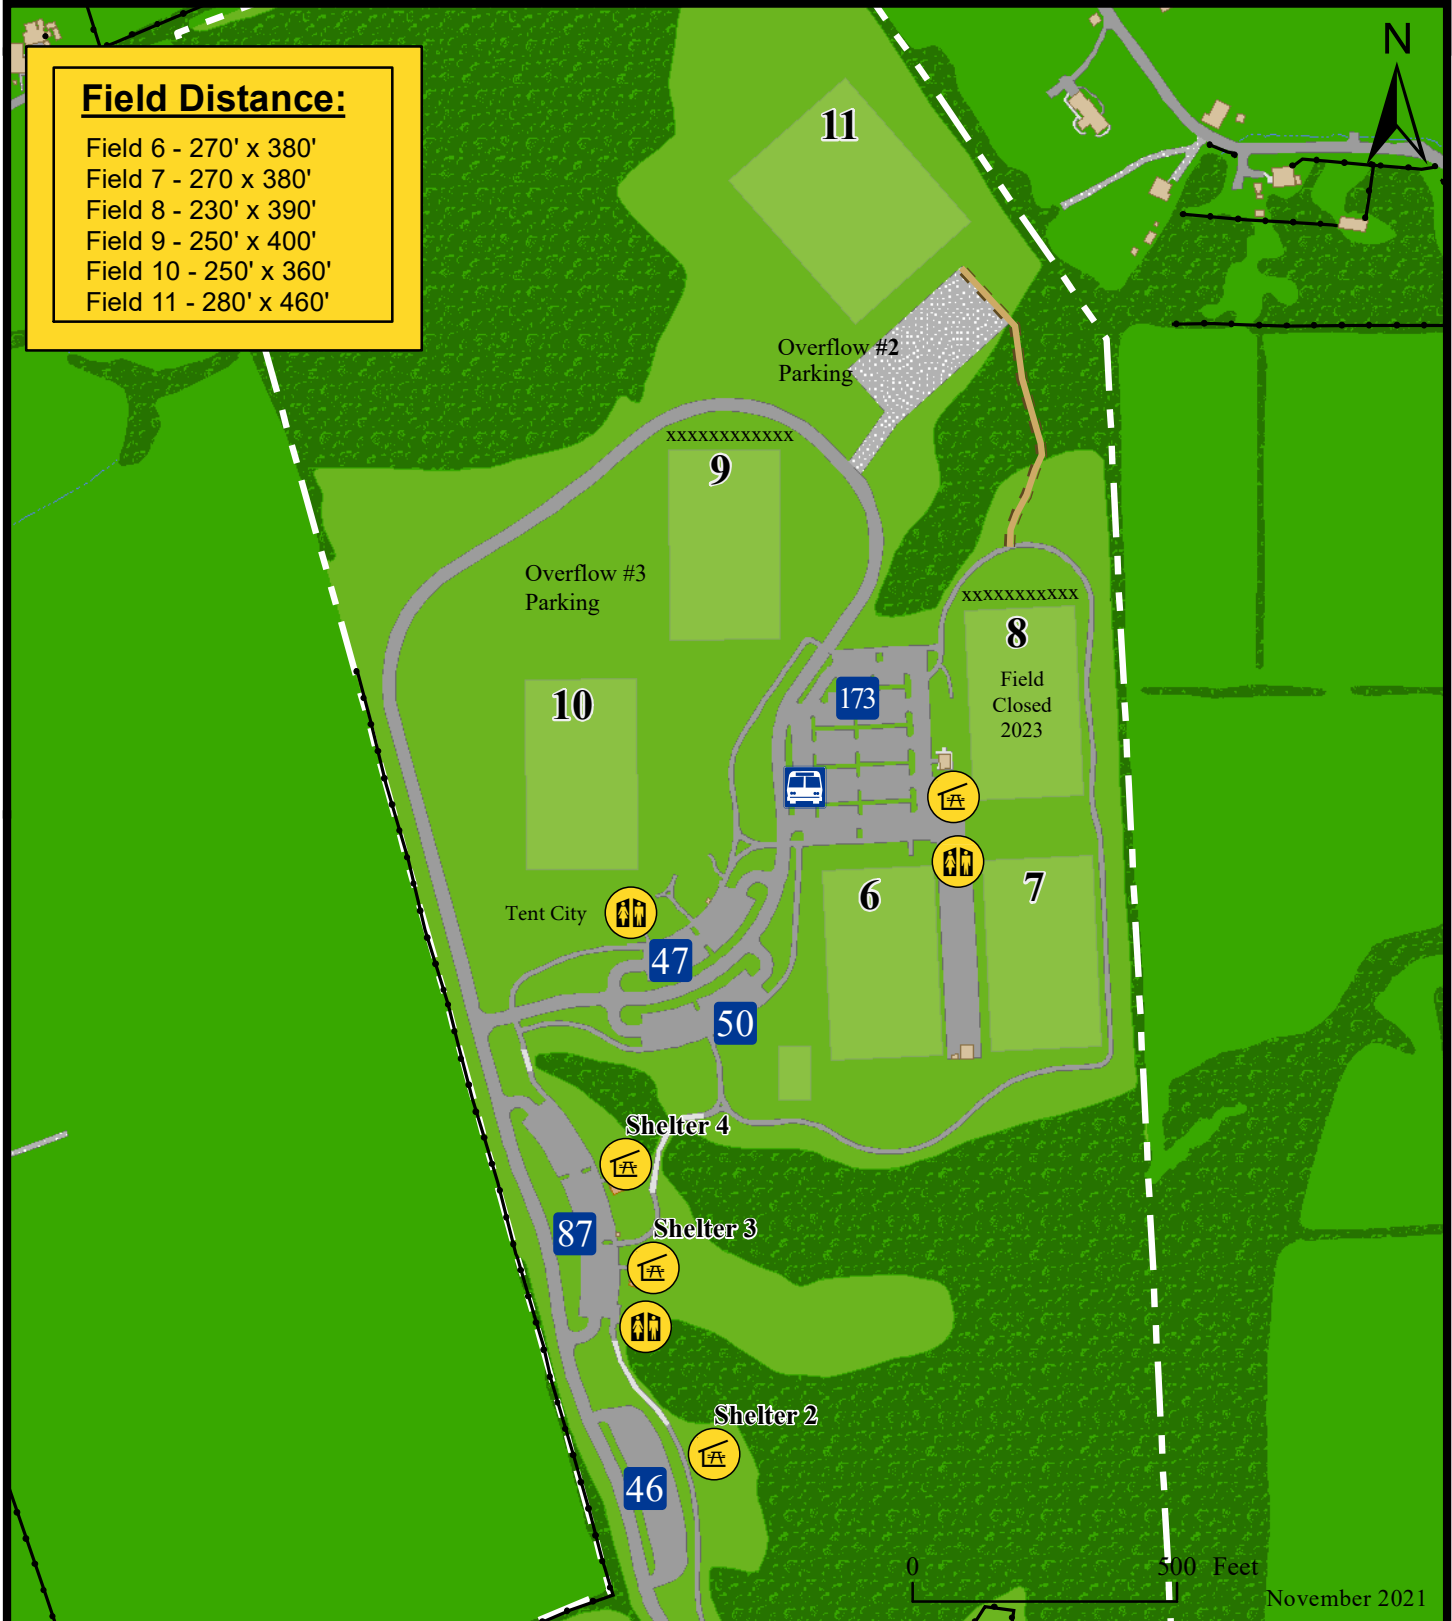 Field Distance:
Field 6 - 270' x 380'
Field 7 - 270 x 380'
Field 8 - 230' x 390'
Field 9 - 250' x 400'
Field 10 - 250' x 360'
Field 11 - 280' x 460'
N
11
Overflow #2
Parking
xxxxxxxxxxxx
9
Overflow #3
Parking
xxxxxxxxxxx
8
Field
Closed
2023
10
173
6
7
Tent City
47
50
Shelter 4
87
Shelter 3
Shelter 2
46
0 500 Feet
November 2021